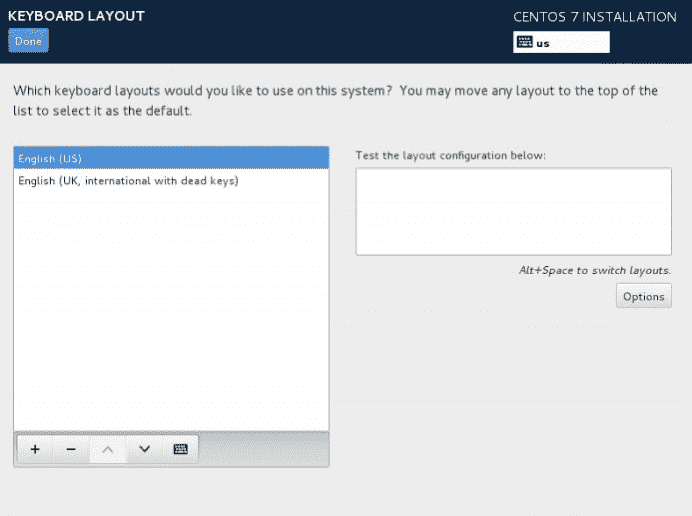 KEYBOARD LAYOUT
CENTOS 7 INSTALLATION
Done
us
Which keyboard layouts would you like to use on this system? You may move any layout to the top of the
list to select it as the default.
English (US)
English (UK, international with dead keys)
Test the layout configuration below:
Alt+Space to switch layouts.
Options